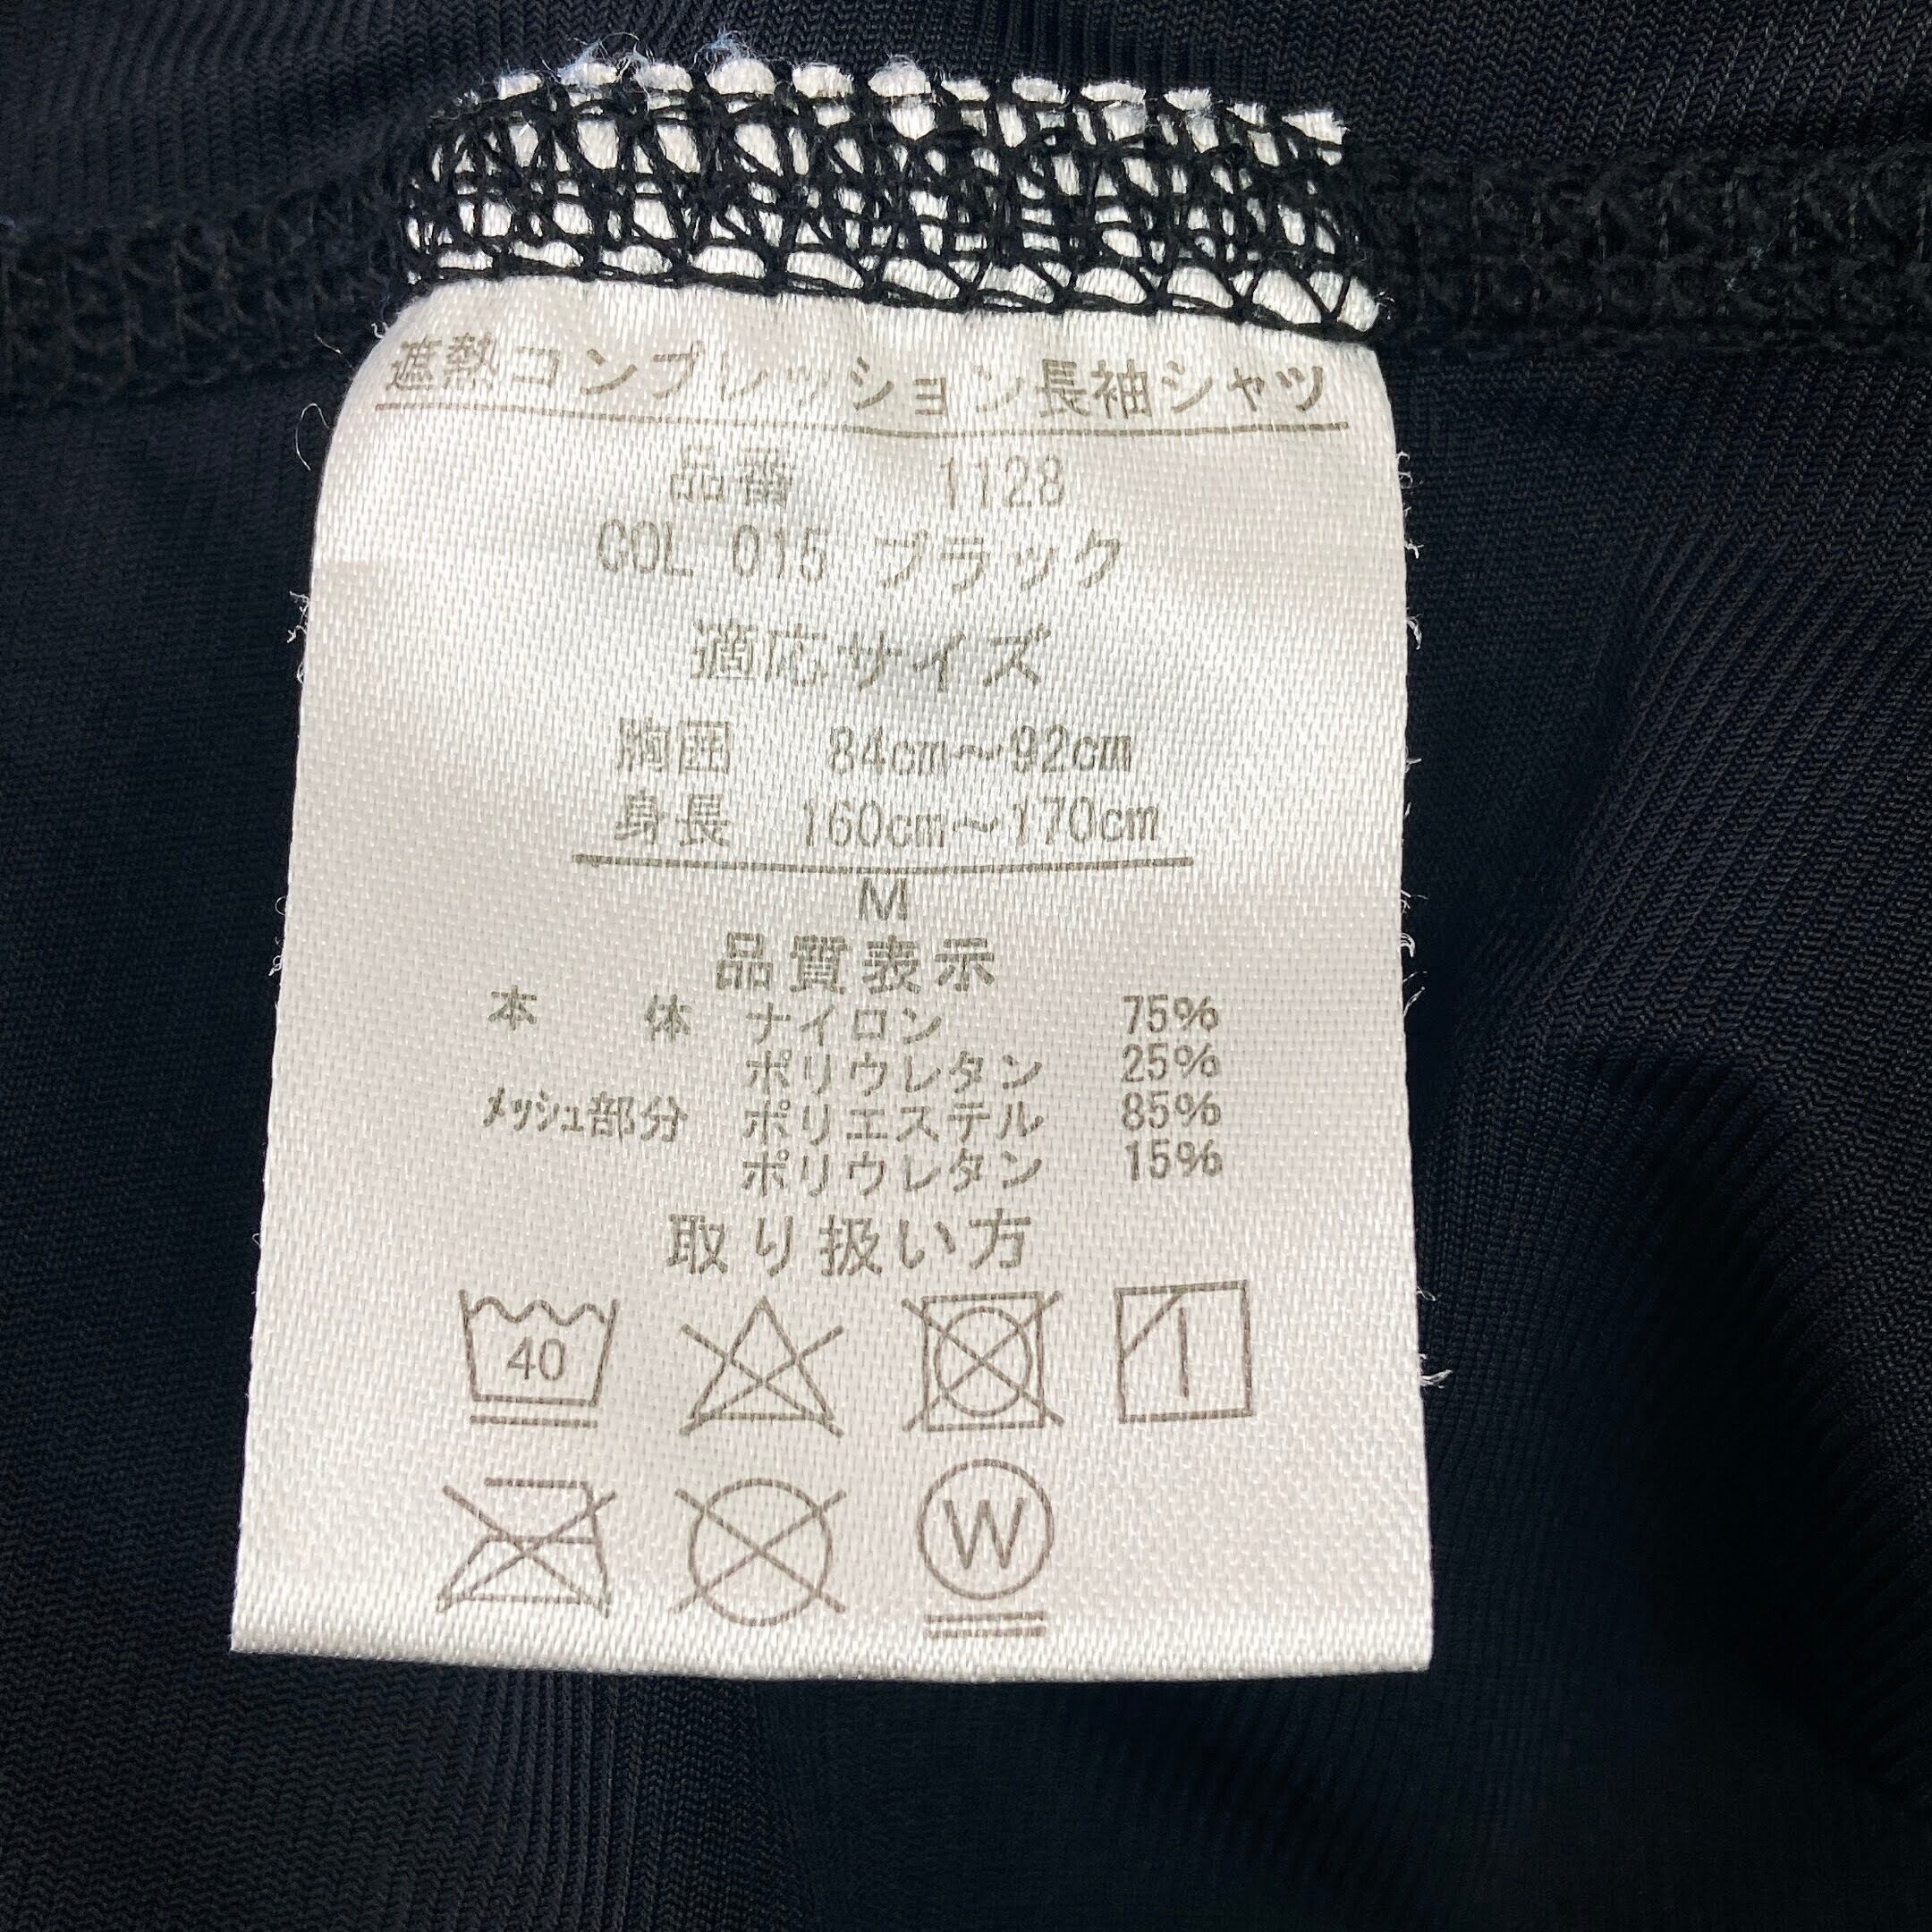 遮熱コンプレッション長袖シャツ
品番 1128
COL 015 ブラック
適応サイズ
胸囲 84cm～92cm
身長 160cm～170cm
M
品質表示
本 体 ナイロン 75%
ポリウレタン 25%
メッシュ部分 ポリエステル 85%
ポリウレタン 15%
取り扱い方
40
W